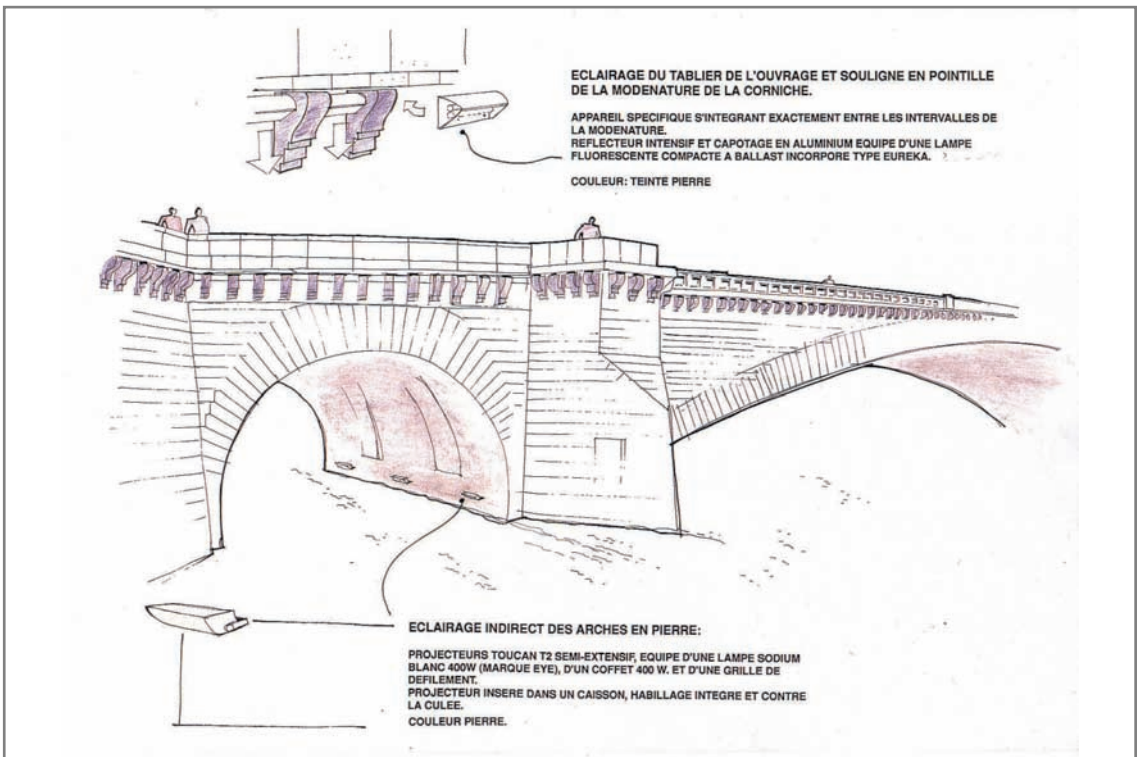 ECLAIRAGE DU TABLIER DE L'OUVRAGE ET SOULIGNE EN POINTILLE
DE LA MODENATURE DE LA CORNICHE.
APPAREIL SPECIFIQUE S'INTEGRANT EXACTEMENT ENTRE LES INTERVALLES DE
LA MODENATURE.
REFLECTEUR INTENSIF ET CAPOTAGE EN ALUMINIUM EQUIPE D'UNE LAMPE
FLUORESCENTE COMPACTE A BALLAST INCORPORE TYPE EUREKA.
COULEUR: TEINTE PIERRE
ECLAIRAGE INDIRECT DES ARCHES EN PIERRE:
PROJECTEURS TOUCAN T2 SEMI-EXTENSIF, EQUIPE D'UNE LAMPE SODIUM
BLANC 400W (MARQUE EYE), D'UN COFFET 400 W. ET D'UNE GRILLE DE
DEFILEMENT.
PROJECTEUR INSERE DANS UN CAISSON, HABILLAGE INTEGRE ET CONTRE
LA CULEE.
COULEUR PIERRE.